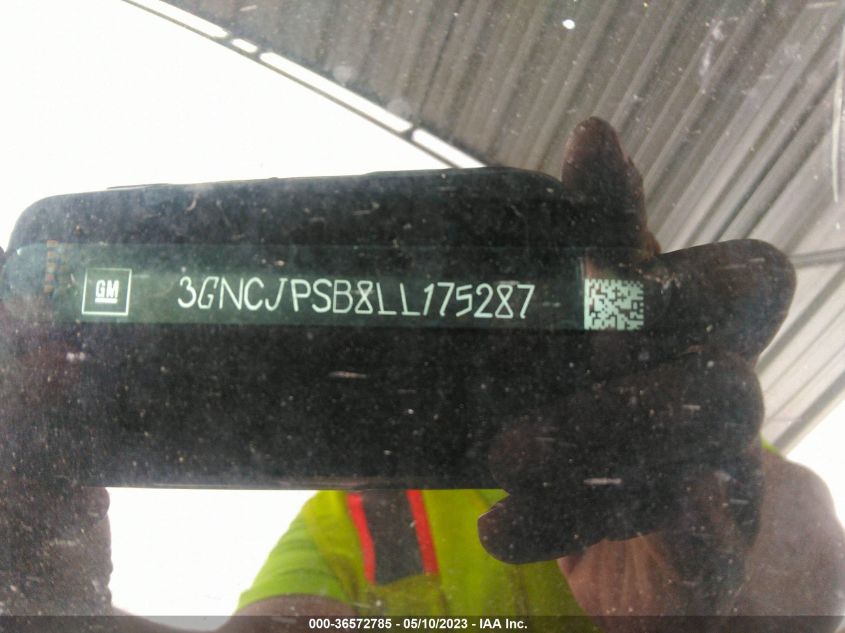 GM
3GNCJPSB8LL175287
000-36572785 - 05/10/2023 - IAA Inc.